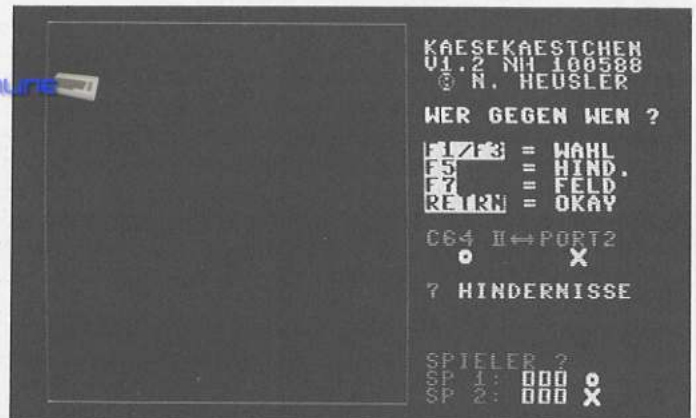 KAESEKAESTCHEN
V1.2 NH 100588
© N. HEUSLER
WER GEGEN WEN ?
F1/F3 = WAHL
F5 = HIND.
F7 = FELD
RETRN = OKAY
C64 II↔PORT2
O X
7 HINDERNISSE
SPIELER ?
SP 1: 000 O
SP 2: 000 X